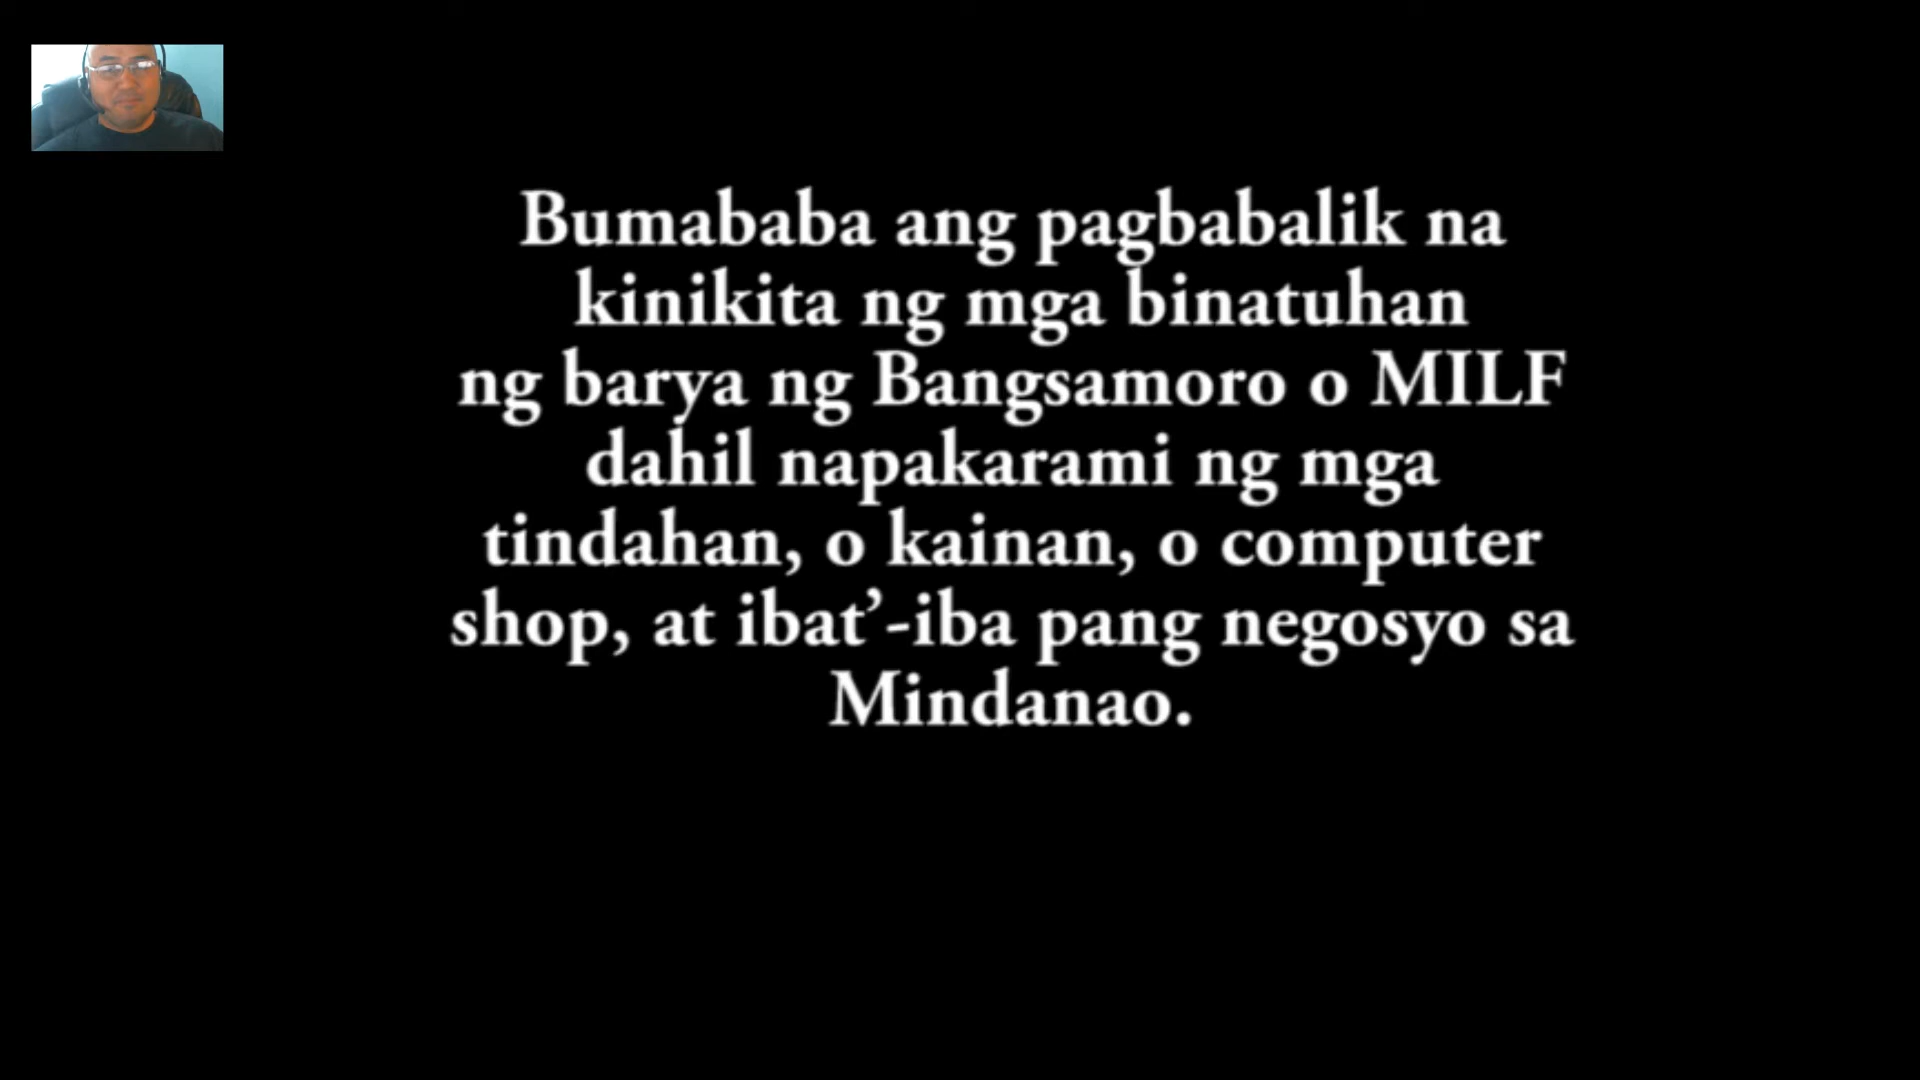 Bumababa ang pagbabalik na
kinikita ng mga binatuhan
ng barya ng Bangsamoro o MILF
dahil napakarami ng mga
tindahan, o kainan, o computer
shop, at ibat’-iba pang negosyo sa
Mindanao.